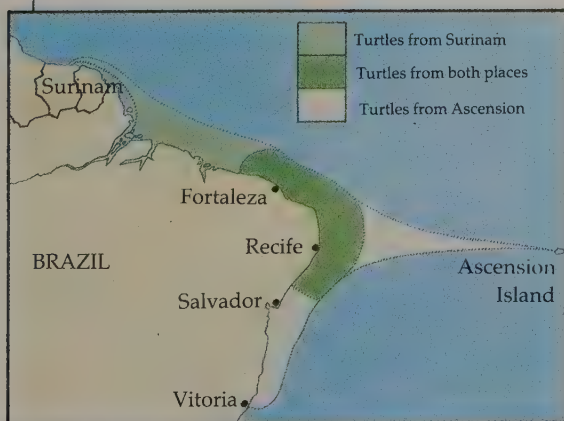 Turtles from Surinam
Turtles from both places
Turtles from Ascension
Surinam
Fortaleza
Recife
BRAZIL
Ascension
Island
Salvador
Vitoria